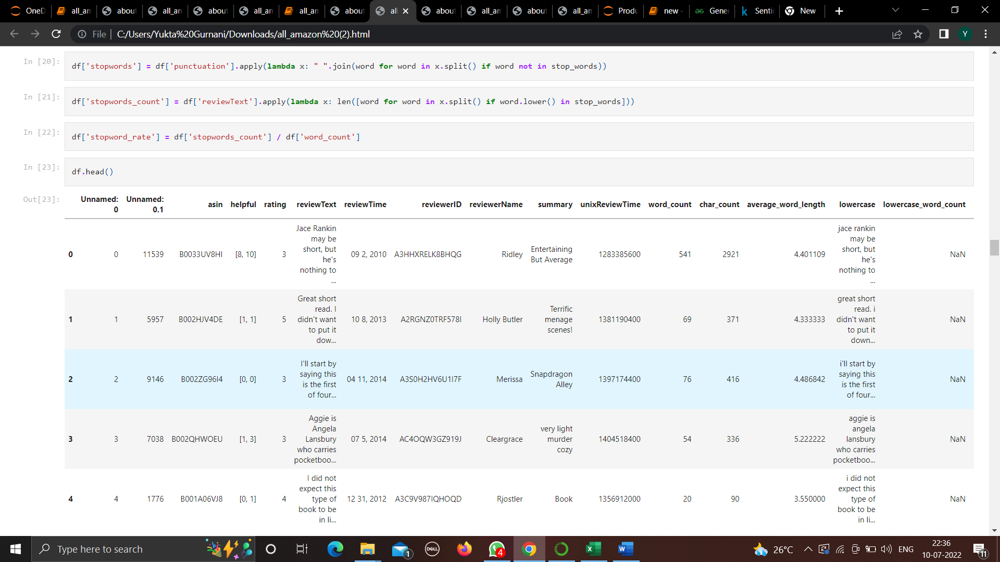 OneD all_am about all_am about all_am all_am about all about all_am about all_am Produ new - Gene Senti New
File C:/Users/Yukta%20Gurnani/Downloads/all_amazon%20(2).html Y
In [20]: df['stopwords'] = df['punctuation'].apply(lambda x: " ".join(word for word in x.split() if word not in stop_words))
In [21]: df['stopwords_count'] = df['reviewText'].apply(lambda x: len([word for word in x.split() if word.lower() in stop_words]))
In [22]: df['stopword_rate'] = df['stopwords_count'] / df['word_count']
In [23]: df.head()
Out[23]:
Unnamed: 0 Unnamed: 0.1 asin helpful rating reviewText reviewTime reviewerID reviewerName summary unixReviewTime word_count char_count average_word_length lowercase lowercase_word_count
0 0 11539 B0033UV8HI [8, 10] 3 Jace Rankin may be short, but he's nothing to ... 09 2, 2010 A3HHXRELK8BHQG Ridley Entertaining But Average 1283385600 541 2921 4.401109 jace rankin may be short, but he's nothing to ... NaN
1 1 5957 B002HJV4DE [1, 1] 5 Great short read. I didn't want to put it dow... 10 8, 2013 A2RGNZ0TRF578I Holly Butler Terrific menage scenes! 1381190400 69 371 4.333333 great short read. i didn't want to put it down... NaN
2 2 9146 B002ZG96I4 [0, 0] 3 I'll start by saying this is the first of four... 04 11, 2014 A3S0H2HV6U1I7F Merissa Snapdragon Alley 1397174400 76 416 4.486842 i'll start by saying this is the first of four... NaN
3 3 7038 B002QHWOEU [1, 3] 3 Aggie is Angela Lansbury who carries pocketboo... 07 5, 2014 AC4OQW3GZ919J Cleargrace very light murder cozy 1404518400 54 336 5.222222 aggie is angela lansbury who carries pocketboo... NaN
4 4 1776 B001A06VJ8 [0, 1] 4 I did not expect this type of book to be in li... 12 31, 2012 A3C9V987IQHOQD Rjostler Book 1356912000 20 90 3.550000 i did not expect this type of book to be in li... NaN
Type here to search 1 DELL 4 26°C ENG 22:36
10-07-2022 11